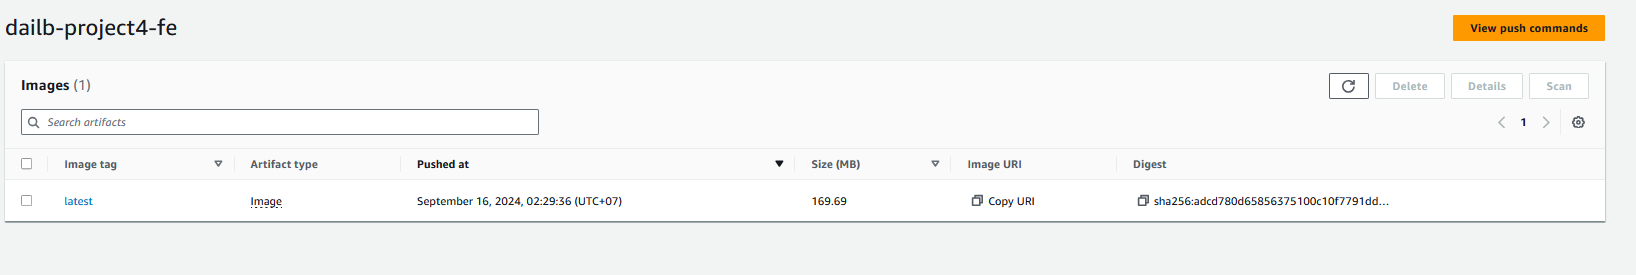 dailb-project4-fe
View push commands
Images (1)
Delete Details Scan
Search artifacts
1
Image tag Artifact type Pushed at Size (MB) Image URI Digest
latest Image September 16, 2024, 02:29:36 (UTC+07) 169.69 Copy URI sha256:adcd780d65856375100c10f7791dd...